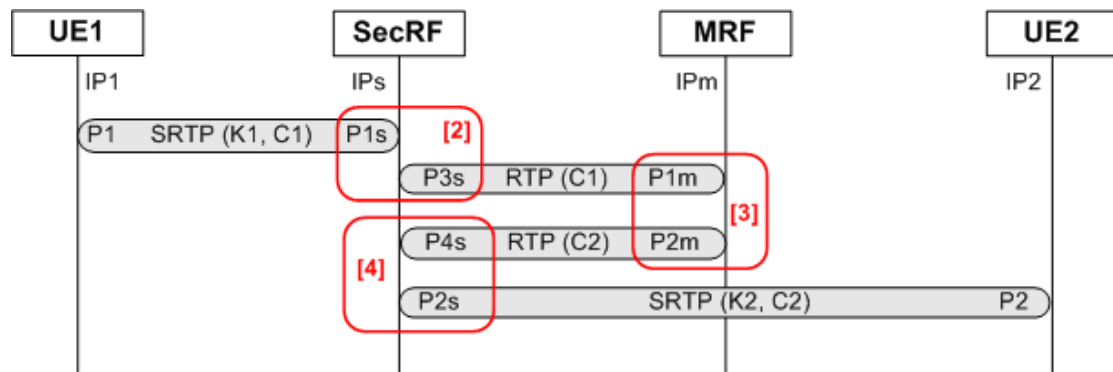 UE1 SecRF MRF UE2
IP1 IPs IPm IP2
P1 SRTP (K1, C1) P1s [2]
P3s RTP (C1) P1m
[3]
P4s RTP (C2) P2m
[4]
P2s SRTP (K2, C2) P2